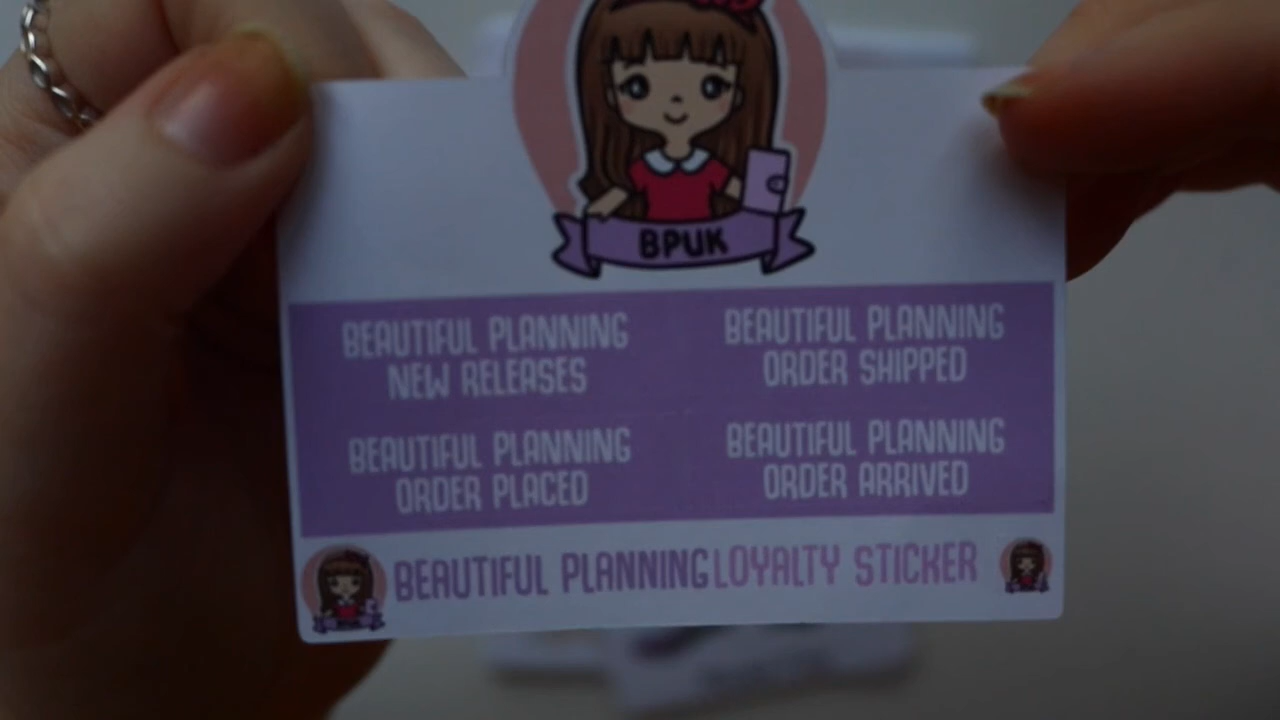 BPUK
BEAUTIFUL PLANNING
NEW RELEASES
BEAUTIFUL PLANNING
ORDER SHIPPED
BEAUTIFUL PLANNING
ORDER PLACED
BEAUTIFUL PLANNING
ORDER ARRIVED
BEAUTIFUL PLANNING LOYALTY STICKER